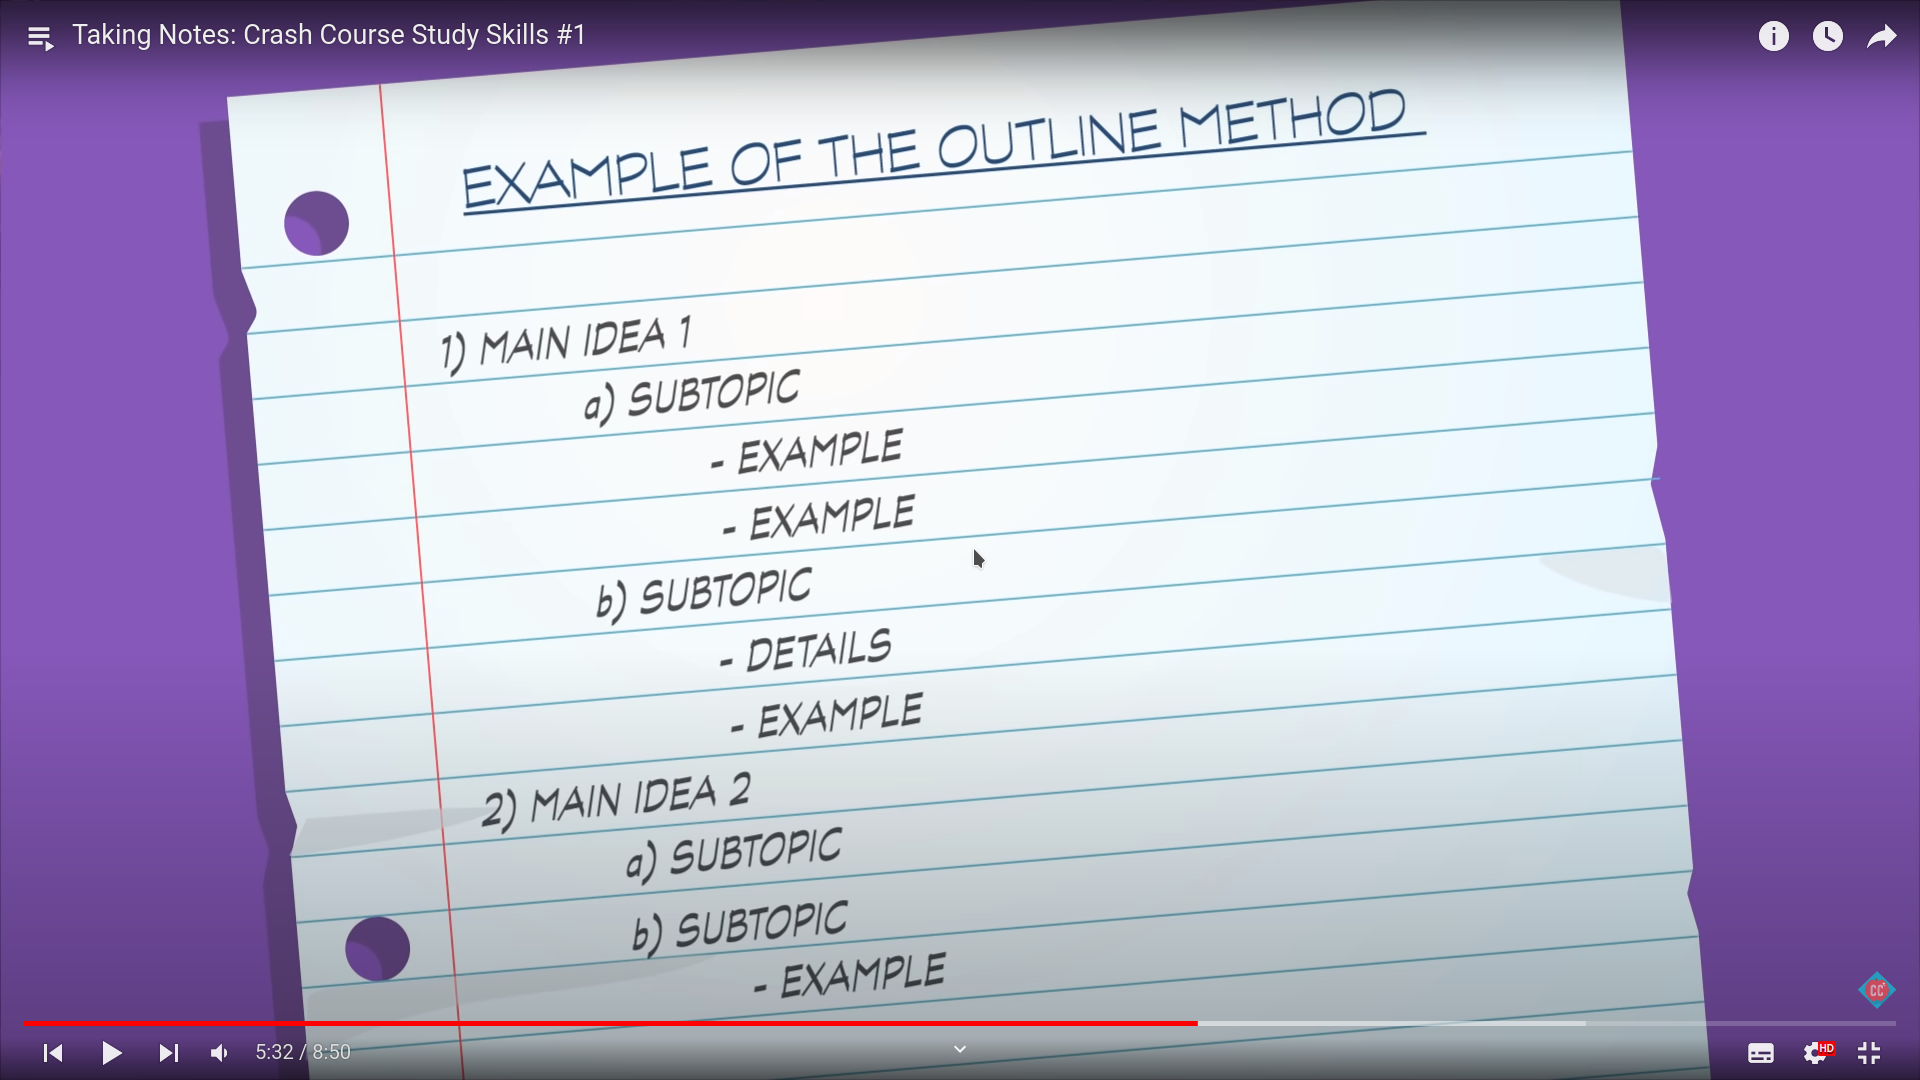 Taking Notes: Crash Course Study Skills #1
EXAMPLE OF THE OUTLINE METHOD
1) MAIN IDEA 1
a) SUBTOPIC
- EXAMPLE
- EXAMPLE
b) SUBTOPIC
- DETAILS
- EXAMPLE
2) MAIN IDEA 2
a) SUBTOPIC
b) SUBTOPIC
- EXAMPLE
CC
5:32 / 8:50
HD